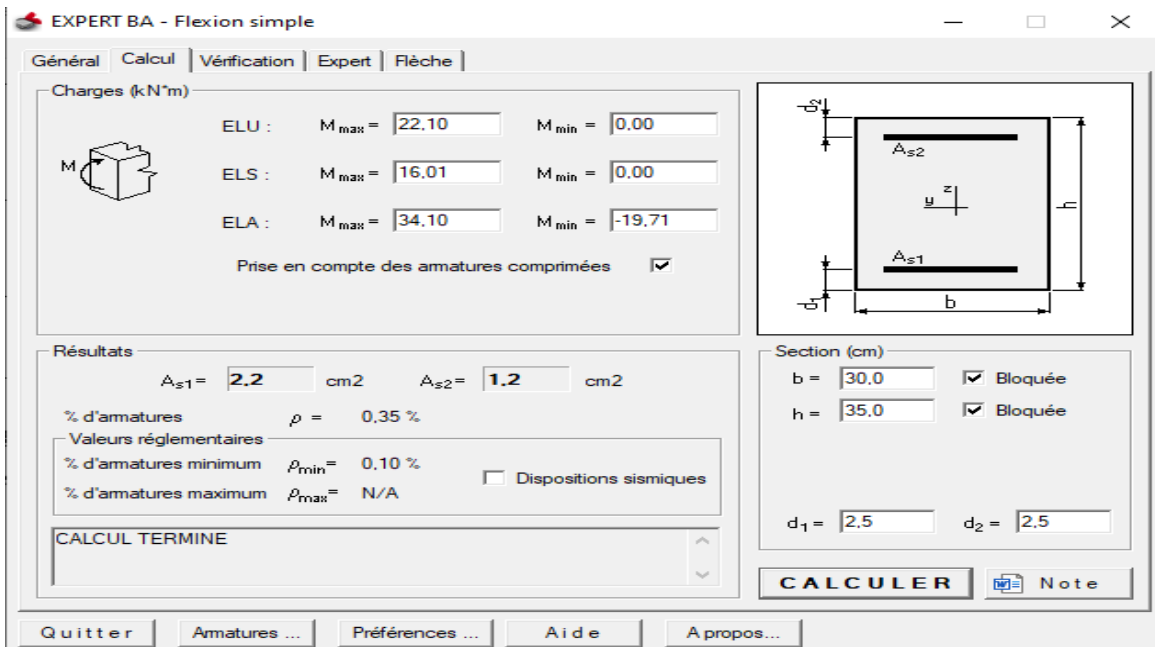 EXPERT BA - Flexion simple
Général Calcul Vérification Expert Flèche
Charges (kN*m)
ELU : M max = 22,10 M min = 0,00
M ELS : M max = 16,01 M min = 0,00
ELA : M max = 34,10 M min = -19,71
Prise en compte des armatures comprimées
d2
As2
y z
h
As1
d1 b
Résultats
As1= 2,2 cm2 As2= 1,2 cm2
% d'armatures ρ = 0,35 %
Valeurs réglementaires
% d'armatures minimum ρmin= 0,10 %
Dispositions sismiques
% d'armatures maximum ρmax= N/A
CALCUL TERMINE
Section (cm)
b = 30,0 Bloquée
h = 35,0 Bloquée
d1 = 2,5 d2 = 2,5
CALCULER Note
Quitter Armatures ... Préférences ... Aide A propos...